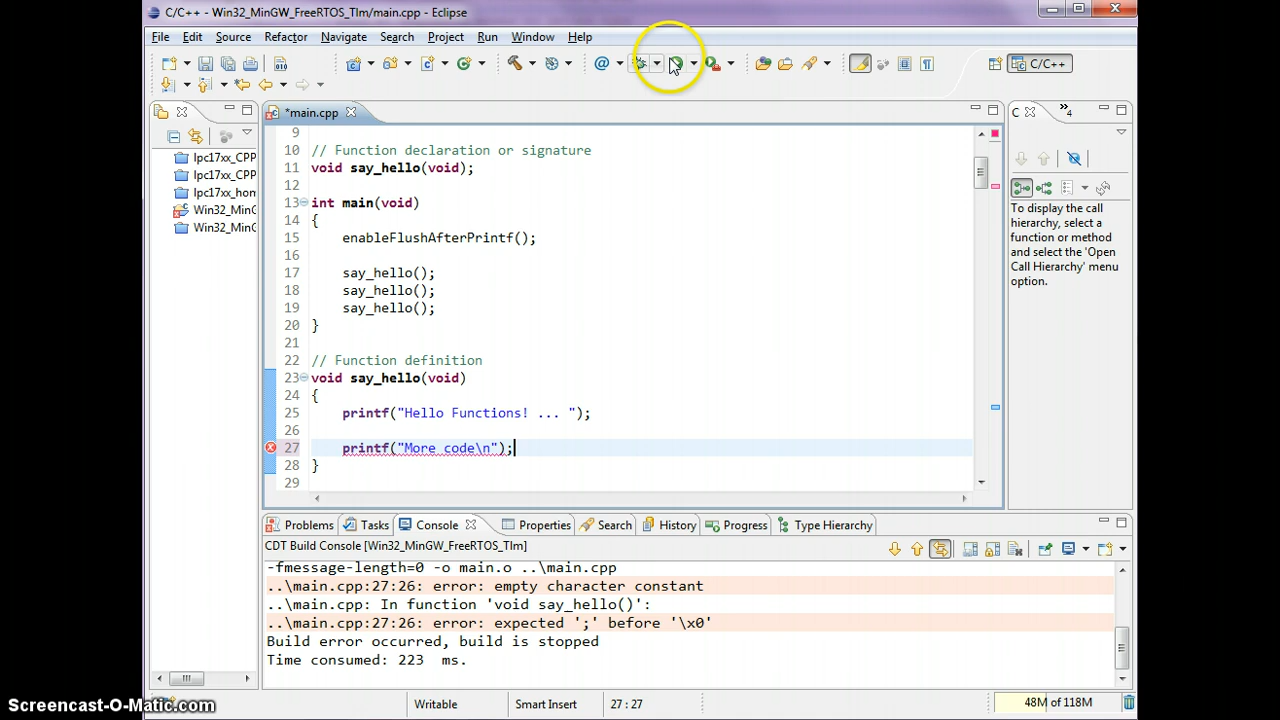 C/C++ - Win32_MinGW_FreeRTOS_Tlm/main.cpp - Eclipse
File Edit Source Refactor Navigate Search Project Run Window Help
C/C++
*main.cpp
C
4
9
10 // Function declaration or signature
11 void say_hello(void);
12
13 int main(void)
14 {
15 enableFlushAfterPrintf();
16
17 say_hello();
18 say_hello();
19 say_hello();
20 }
21
22 // Function definition
23 void say_hello(void)
24 {
25 printf("Hello Functions! ... ");
26
27 printf("More code\n");
28 }
29
lpc17xx_CPP
lpc17xx_CPP
lpc17xx_hom
Win32_MinG
Win32_MinG
To display the call
hierarchy, select a
function or method
and select the 'Open
Call Hierarchy' menu
option.
Problems Tasks Console Properties Search History Progress Type Hierarchy
CDT Build Console [Win32_MinGW_FreeRTOS_Tlm]
-fmessage-length=0 -o main.o ..\main.cpp
..\main.cpp:27:26: error: empty character constant
..\main.cpp: In function 'void say_hello()':
..\main.cpp:27:26: error: expected ';' before '\x0'
Build error occurred, build is stopped
Time consumed: 223 ms.
Writable Smart Insert 27 : 27 48M of 118M
Screencast-O-Matic.com